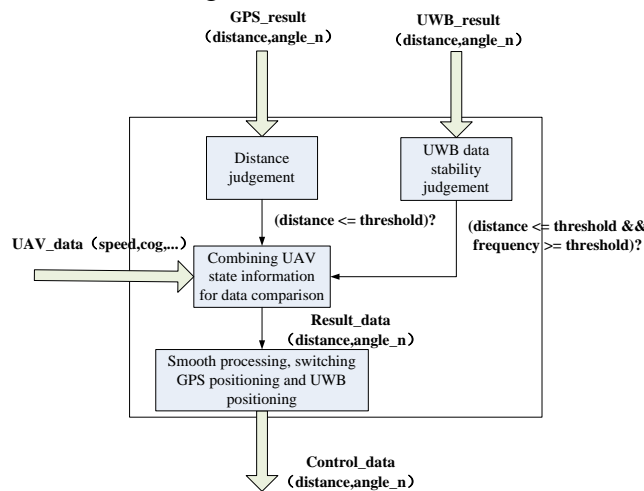 GPS_result
（distance,angle_n）
UWB_result
（distance,angle_n）
Distance
judgement
UWB data
stability
judgement
(distance <= threshold)?
(distance <= threshold &&
frequency >= threshold)?
UAV_data（speed,cog,...）
Combining UAV
state information
for data comparison
Result_data
（distance,angle_n）
Smooth processing, switching
GPS positioning and UWB
positioning
Control_data
（distance,angle_n）